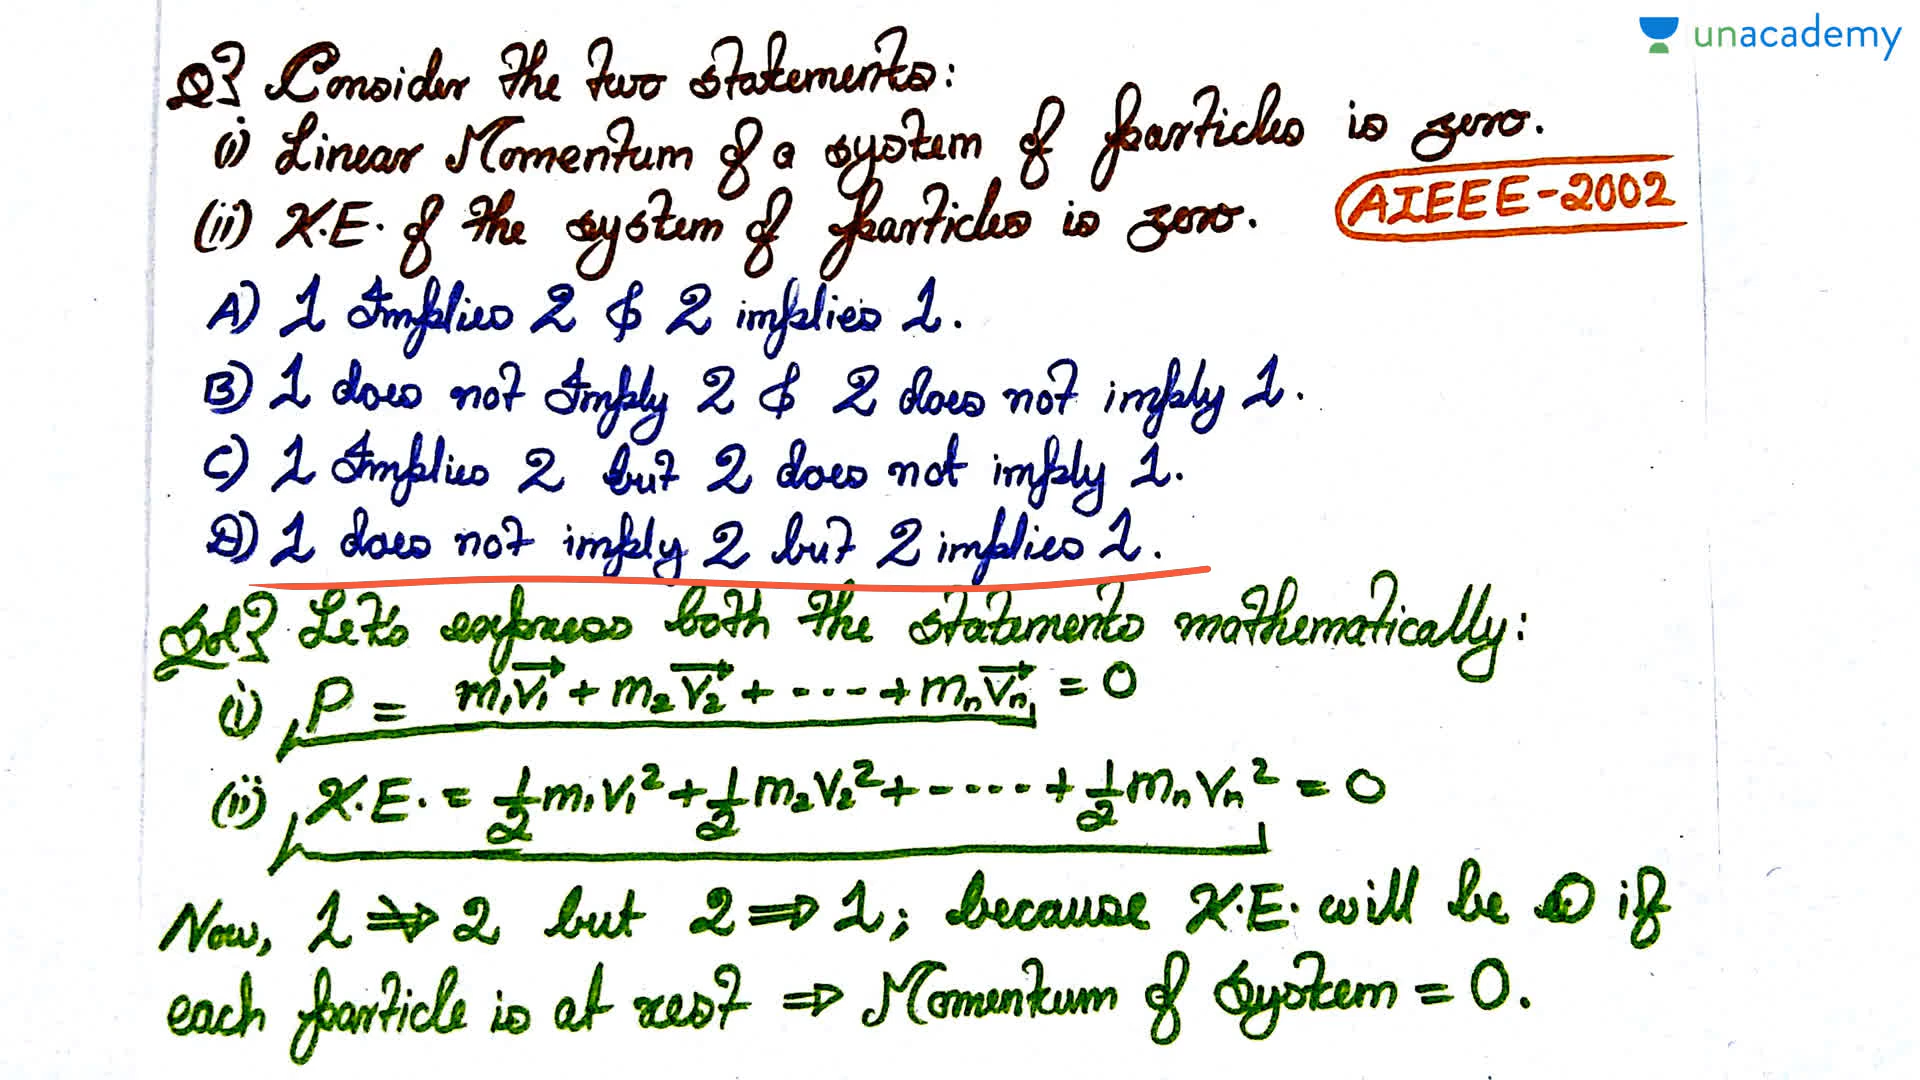 unacademy
Q? Consider the two statements:
(i) Linear Momentum of a system of particles is zero.
(ii) K.E. of the system of particles is zero.
AIEEE-2002
A) 1 Implies 2 & 2 implies 1.
B) 1 does not Imply 2 & 2 does not imply 1.
C) 1 Implies 2 but 2 does not imply 1.
D) 1 does not imply 2 but 2 implies 1.
Sol? Lets express both the statements mathematically:
(i) P = m₁v₁⃗ + m₂v₂⃗ + ---- + mₙvₙ⃗ = 0
(ii) K.E. = ½m₁v₁² + ½m₂v₂² + ----- + ½mₙvₙ² = 0
Now, 1 ⇏ 2 but 2 ⇒ 1; because K.E. will be 0 if
each particle is at rest ⇒ Momentum of system = 0.